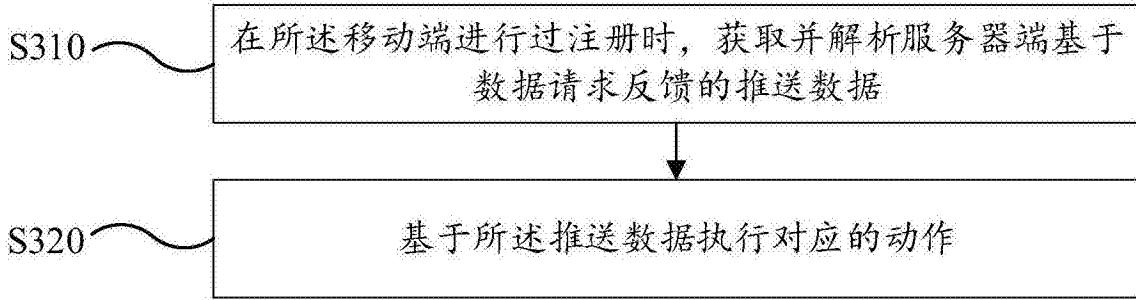 S310
在所述移动端进行过注册时，获取并解析服务器端基于
数据请求反馈的推送数据
S320
基于所述推送数据执行对应的动作